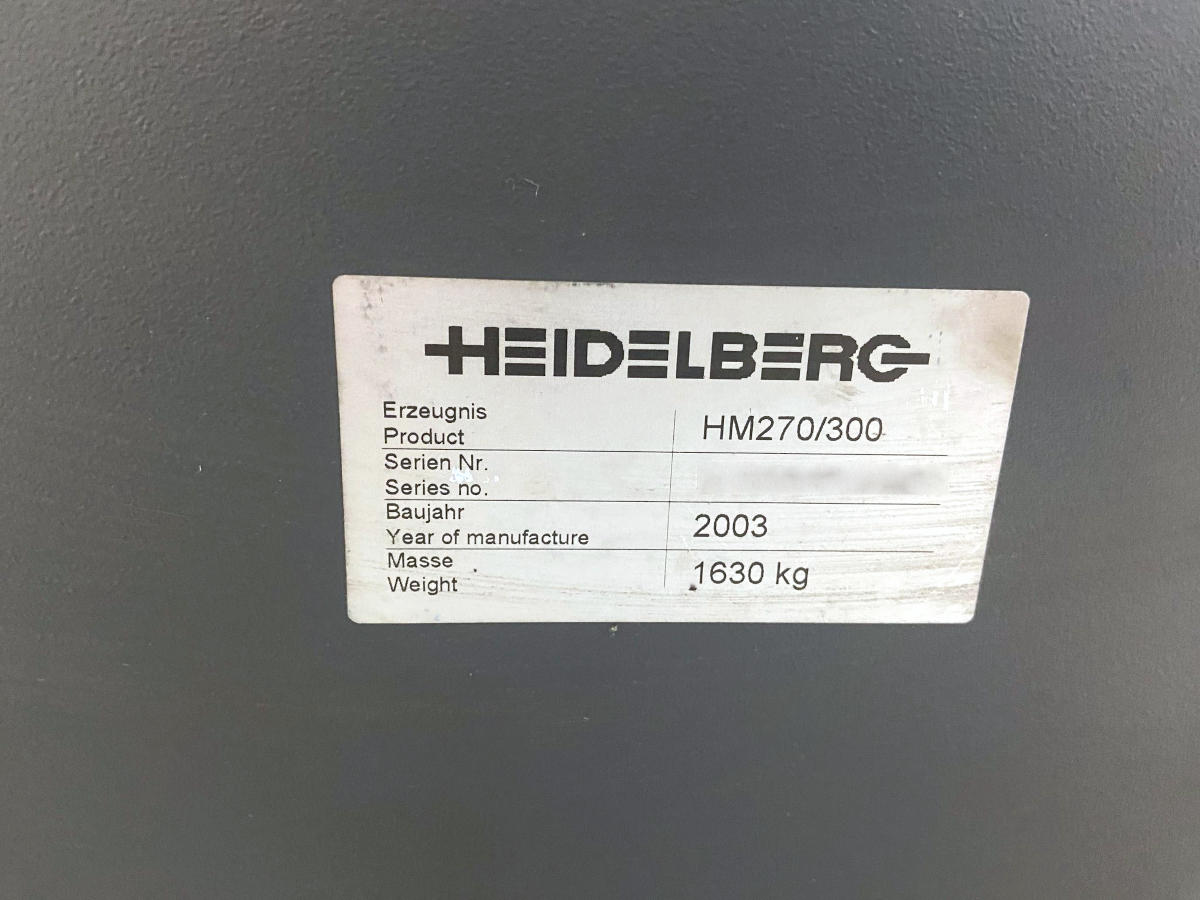 HEIDELBERG
Erzeugnis
Product
HM270/300
Serien Nr.
Series no.
Baujahr
Year of manufacture
2003
Masse
Weight
1630 kg